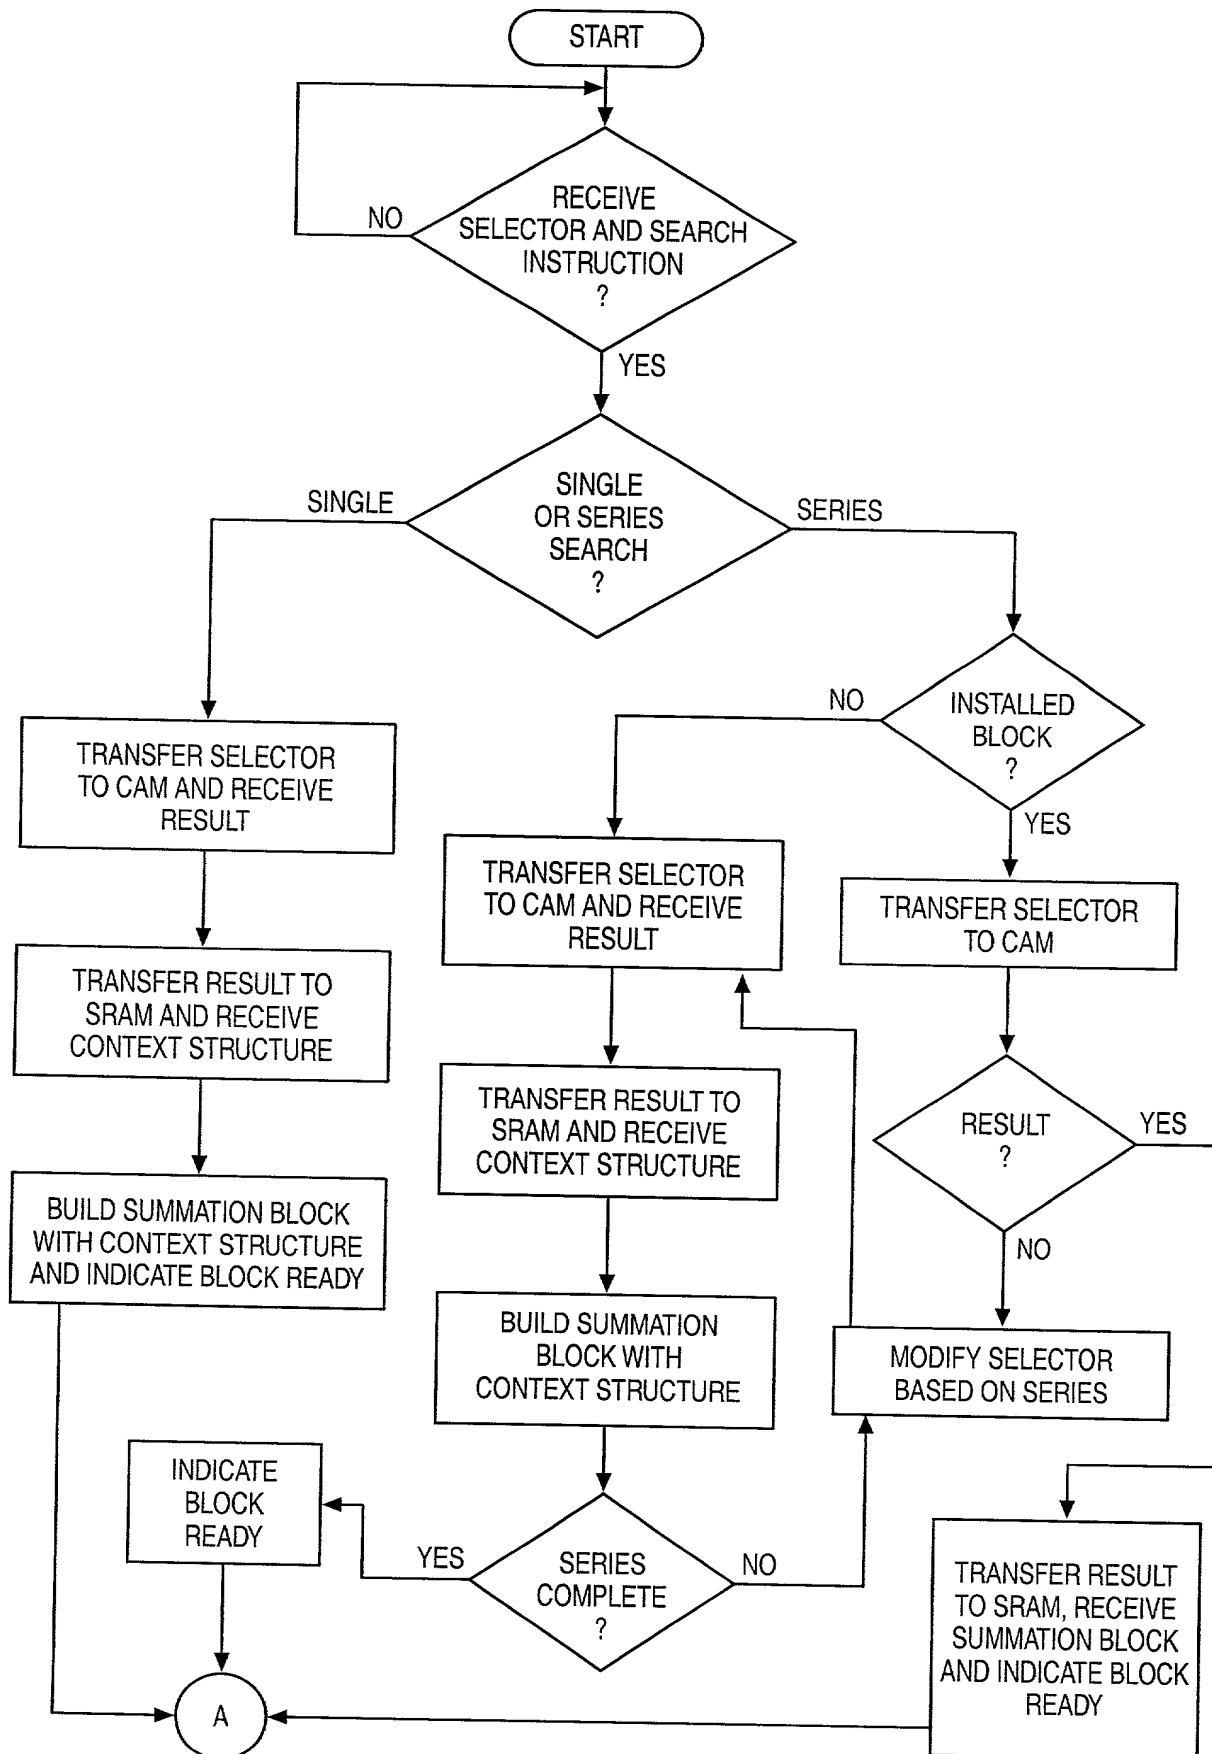 START
NO
RECEIVE
SELECTOR AND SEARCH
INSTRUCTION
?
YES
SINGLE
SINGLE
OR SERIES
SEARCH
?
SERIES
NO
INSTALLED
BLOCK
?
YES
TRANSFER SELECTOR
TO CAM AND RECEIVE
RESULT
TRANSFER SELECTOR
TO CAM AND RECEIVE
RESULT
TRANSFER SELECTOR
TO CAM
TRANSFER RESULT TO
SRAM AND RECEIVE
CONTEXT STRUCTURE
TRANSFER RESULT TO
SRAM AND RECEIVE
CONTEXT STRUCTURE
RESULT
?
YES
NO
BUILD SUMMATION BLOCK
WITH CONTEXT STRUCTURE
AND INDICATE BLOCK READY
BUILD SUMMATION
BLOCK WITH
CONTEXT STRUCTURE
MODIFY SELECTOR
BASED ON SERIES
INDICATE
BLOCK
READY
YES
SERIES
COMPLETE
?
NO
TRANSFER RESULT
TO SRAM, RECEIVE
SUMMATION BLOCK
AND INDICATE BLOCK
READY
A